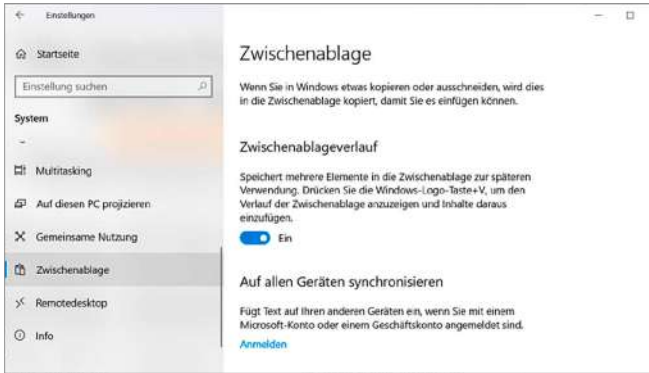 Einstellungen
Startseite
Einstellung suchen
System
Multitasking
Auf diesen PC projizieren
Gemeinsame Nutzung
Zwischenablage
Remotedesktop
Info
Zwischenablage
Wenn Sie in Windows etwas kopieren oder ausschneiden, wird dies
in die Zwischenablage kopiert, damit Sie es einfügen können.
Zwischenablageverlauf
Speichert mehrere Elemente in die Zwischenablage zur späteren
Verwendung. Drücken Sie die Windows-Logo-Taste+V, um den
Verlauf der Zwischenablage anzuzeigen und Inhalte daraus
einzufügen.
Ein
Auf allen Geräten synchronisieren
Fügt Text auf Ihren anderen Geräten ein, wenn Sie mit einem
Microsoft-Konto oder einem Geschäftskonto angemeldet sind.
Anmelden